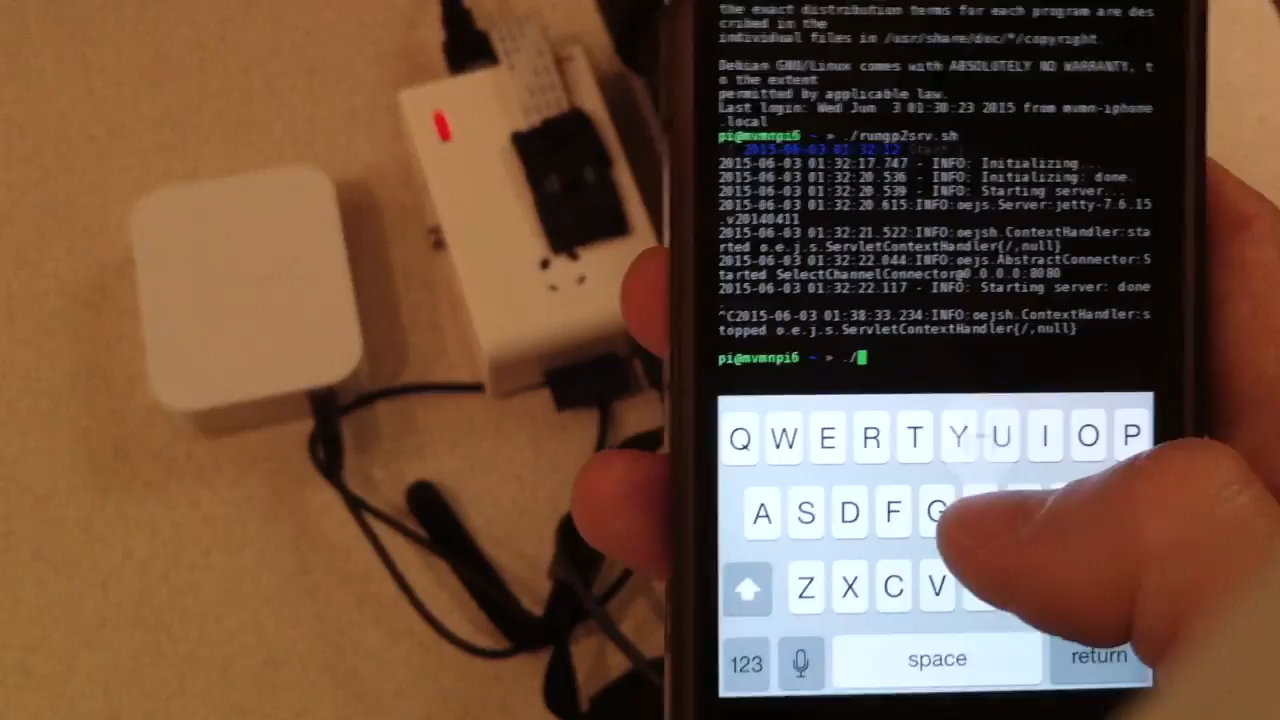 the exact distribution terms for each program are des
cribed in the
individual files in /usr/share/doc/*/copyright.
Debian GNU/Linux comes with ABSOLUTELY NO WARRANTY, t
o the extent
permitted by applicable law.
Last login: Wed Jun  3 01:30:23 2015 from mvmn-iphone
.local
pi@mvmnpi6 ~ » ./rungp2srv.sh
2015-06-03 01:32:12 Start
2015-06-03 01:32:17.747 - INFO: Initializing...
2015-06-03 01:32:20.536 - INFO: Initializing: done.
2015-06-03 01:32:20.539 - INFO: Starting server...
2015-06-03 01:32:20.615:INFO:oejs.Server:jetty-7.6.15
.v20140411
2015-06-03 01:32:21.522:INFO:oejsh.ContextHandler:sta
rted o.e.j.s.ServletContextHandler{/,null}
2015-06-03 01:32:22.044:INFO:oejs.AbstractConnector:S
tarted SelectChannelConnector@0.0.0.0:8080
2015-06-03 01:32:22.117 - INFO: Starting server: done
.
^C2015-06-03 01:38:33.234:INFO:oejsh.ContextHandler:s
topped o.e.j.s.ServletContextHandler{/,null}
pi@mvmnpi6 ~ » ./
Q W E R T Y U I O P
A S D F G
Z X C V
123 space return